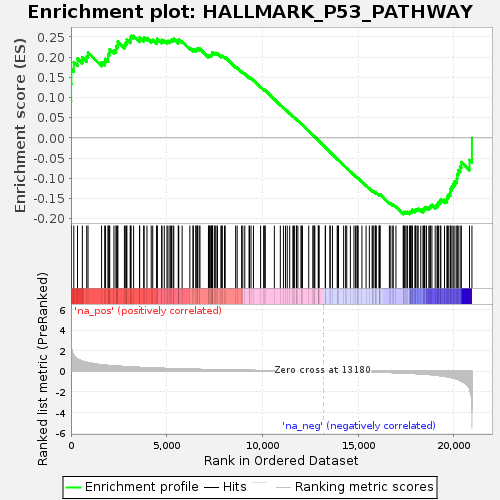 Enrichment plot: HALLMARK_P53_PATHWAY
Enrichment score (ES)
0.25
0.20
0.15
0.10
0.05
0.00
-0.05
-0.10
-0.15
-0.20
'na_pos' (positively correlated)
Ranked list metric (PreRanked)
6
4
2
0
-2
-4
-6
Zero cross at 13180
'na_neg' (negatively correlated)
0
5,000
10,000
15,000
20,000
Rank in Ordered Dataset
Enrichment profile
Hits
Ranking metric scores